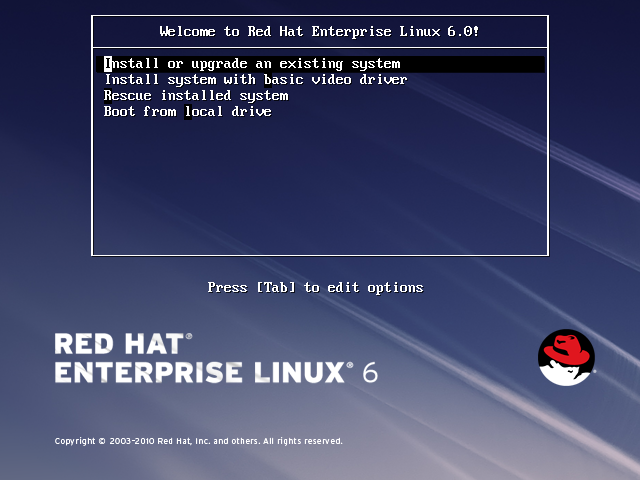 Welcome to Red Hat Enterprise Linux 6.0!
Install or upgrade an existing system
Install system with basic video driver
Rescue installed system
Boot from local drive
Press [Tab] to edit options
RED HAT®
ENTERPRISE LINUX® 6
Copyright © 2003-2010 Red Hat, Inc. and others. All rights reserved.